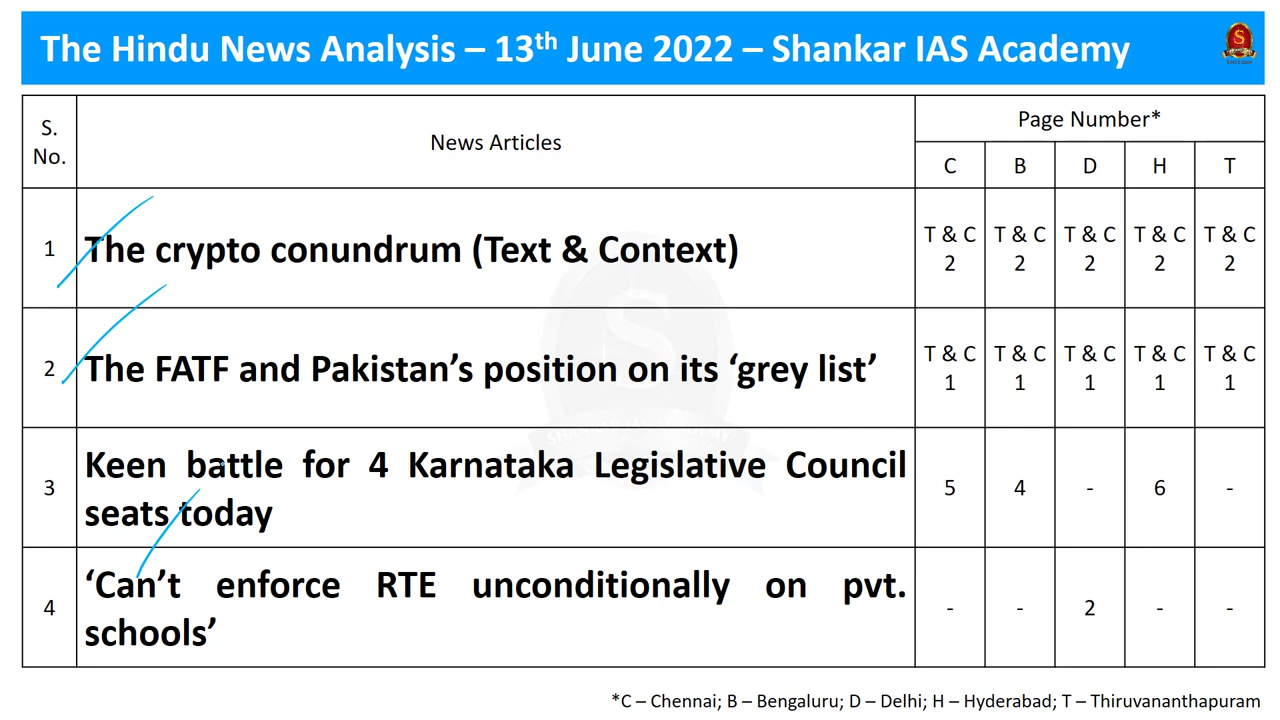 The Hindu News Analysis – 13th June 2022 – Shankar IAS Academy
S. No.
News Articles
Page Number*
C B D H T
1 The crypto conundrum (Text & Context) T & C 2 T & C 2 T & C 2 T & C 2 T & C 2
2 The FATF and Pakistan's position on its 'grey list' T & C 1 T & C 1 T & C 1 T & C 1 T & C 1
3 Keen battle for 4 Karnataka Legislative Council
seats today 5 4 - 6 -
4 'Can't enforce RTE unconditionally on pvt.
schools' - - 2 - -
*C – Chennai; B – Bengaluru; D – Delhi; H – Hyderabad; T – Thiruvananthapuram